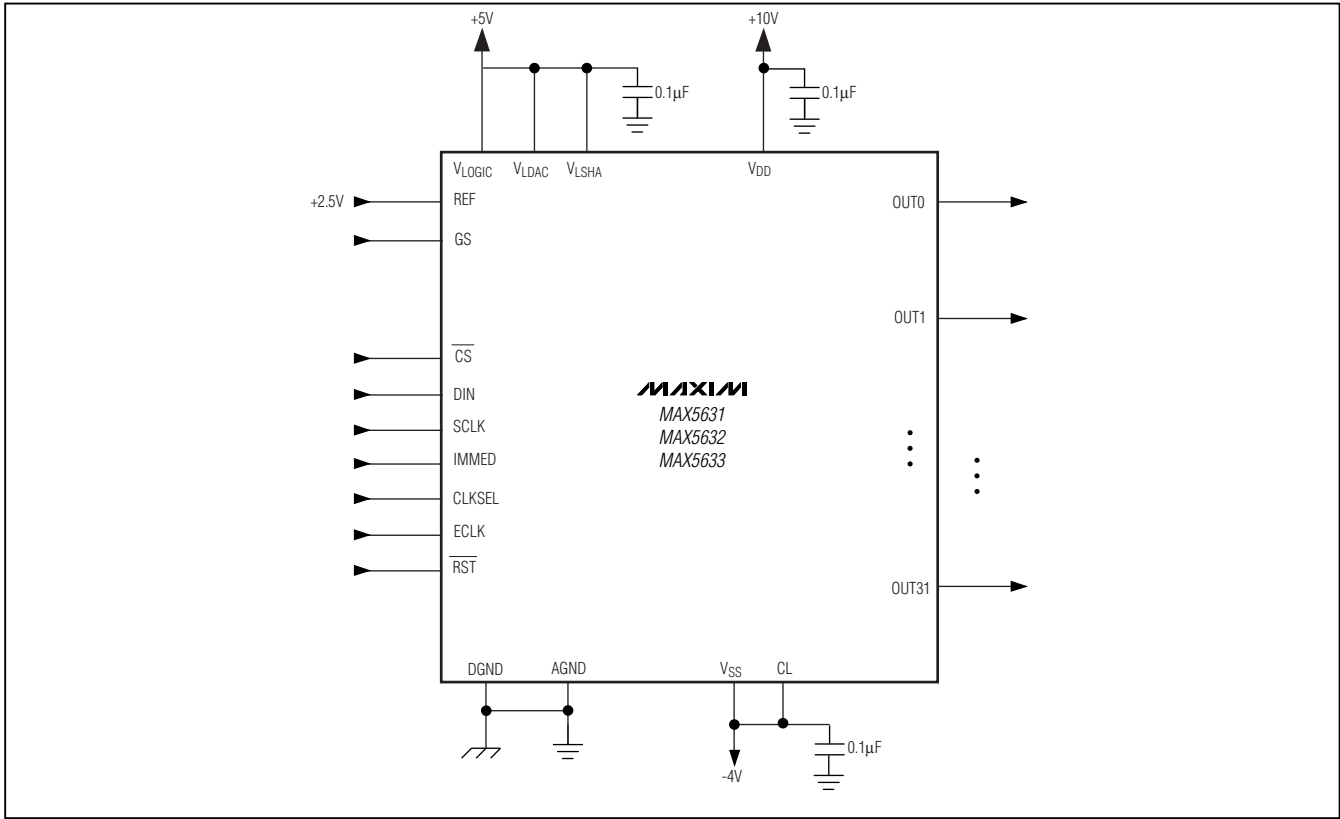 +5V
+10V
0.1µF
0.1µF
VLOGIC
VLDAC
VLSHA
VDD
+2.5V
REF
GS
CS
DIN
SCLK
IMMED
CLKSEL
ECLK
RST
MAXIM
MAX5631
MAX5632
MAX5633
OUT0
OUT1
OUT31
DGND
AGND
VSS
CL
0.1µF
-4V